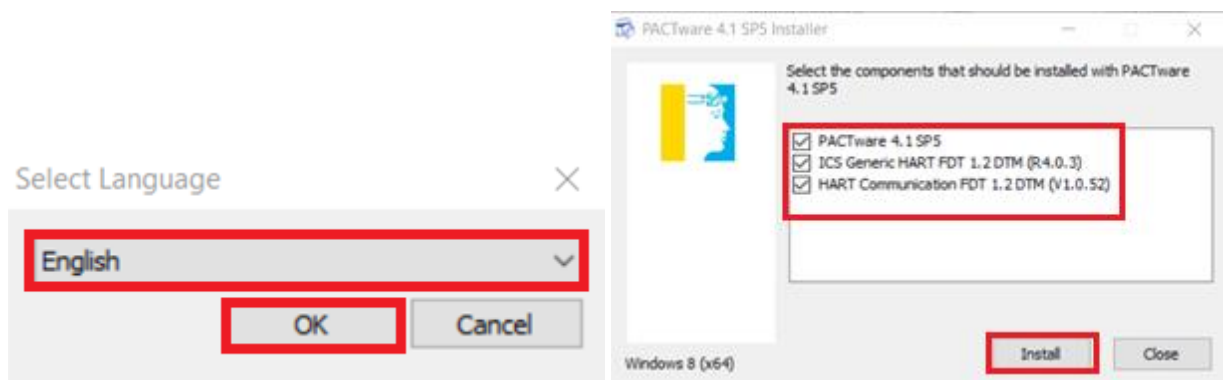 Select Language
English
OK
Cancel
PACTware 4.1 SP5 Installer
Select the components that should be installed with PACTware
4.1 SP5
PACTware 4.1 SP5
ICS Generic HART FDT 1.2 DTM (R4.0.3)
HART Communication FDT 1.2 DTM (V1.0.52)
Install
Close
Windows 8 (x64)